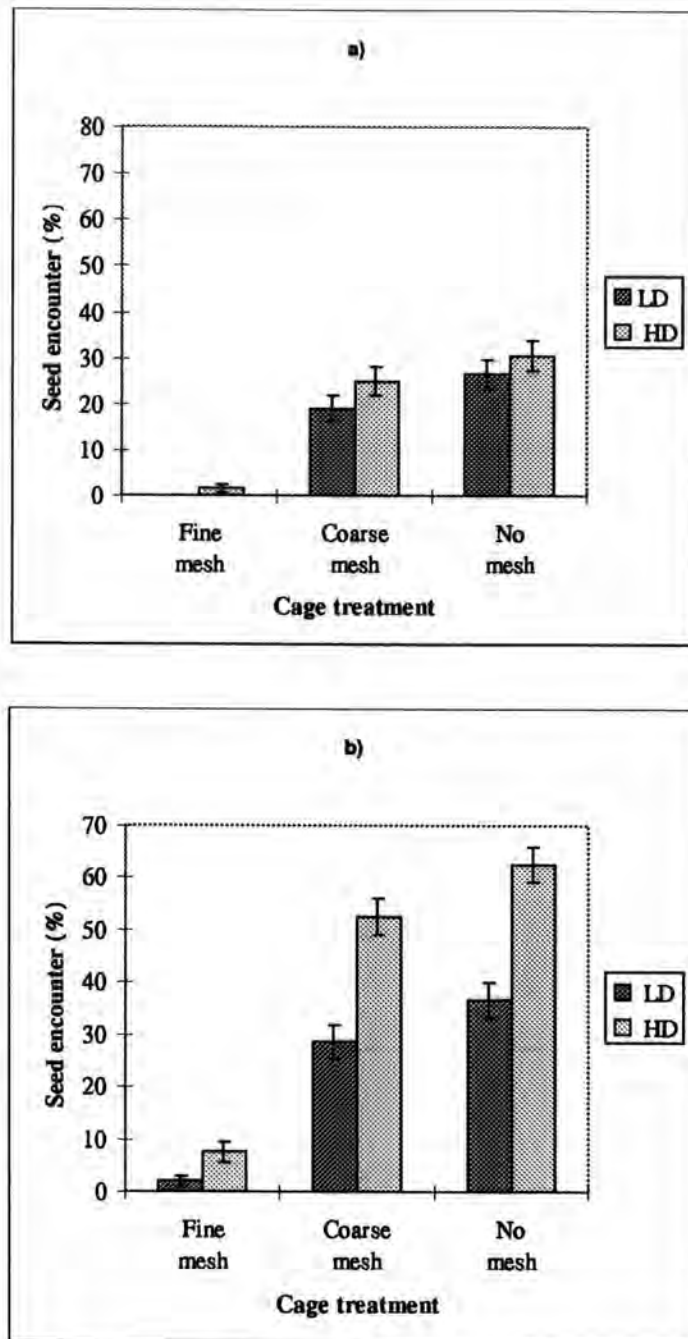 a)
80
70
60
50
40
30
20
10
0
Seed encounter (%)
Fine mesh
Coarse mesh
No mesh
Cage treatment
LD
HD
b)
70
60
50
40
30
20
10
0
Seed encounter (%)
Fine mesh
Coarse mesh
No mesh
Cage treatment
LD
HD